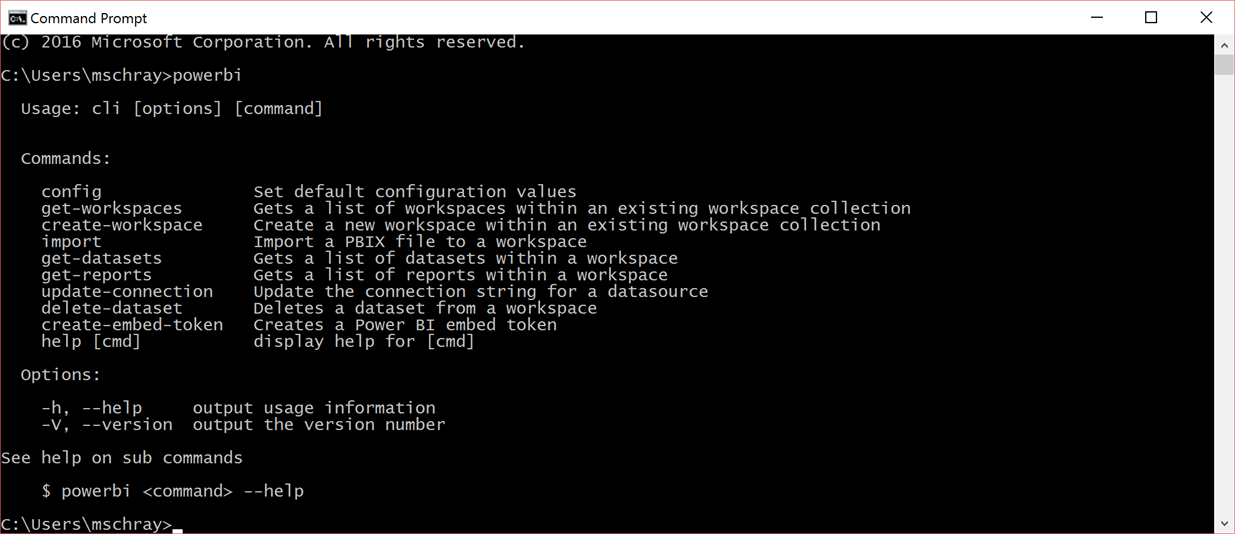 Command Prompt
(c) 2016 Microsoft Corporation. All rights reserved.
C:\Users\mschray>powerbi
Usage: cli [options] [command]
Commands:
config Set default configuration values
get-workspaces Gets a list of workspaces within an existing workspace collection
create-workspace Create a new workspace within an existing workspace collection
import Import a PBIX file to a workspace
get-datasets Gets a list of datasets within a workspace
get-reports Gets a list of reports within a workspace
update-connection Update the connection string for a datasource
delete-dataset Deletes a dataset from a workspace
create-embed-token Creates a Power BI embed token
help [cmd] display help for [cmd]
Options:
-h, --help output usage information
-V, --version output the version number
See help on sub commands
$ powerbi <command> --help
C:\Users\mschray>